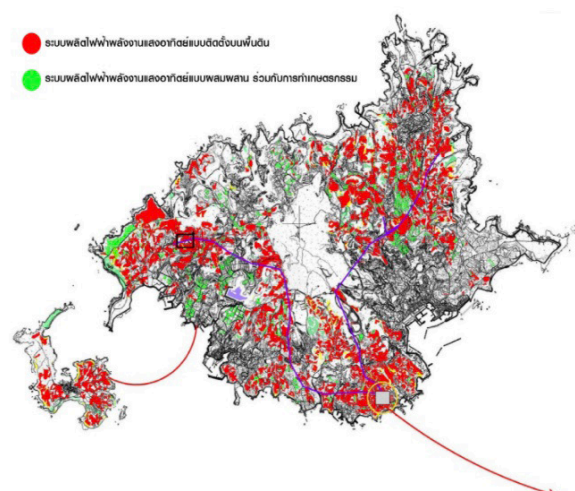 ระบบผลิตไฟฟ้าพลังงานแสงอาทิตย์แบบติดตั้งบนพื้นดิน
ระบบผลิตไฟฟ้าพลังงานแสงอาทิตย์แบบผสมผสาน ร่วมกับการทำเกษตรกรรม